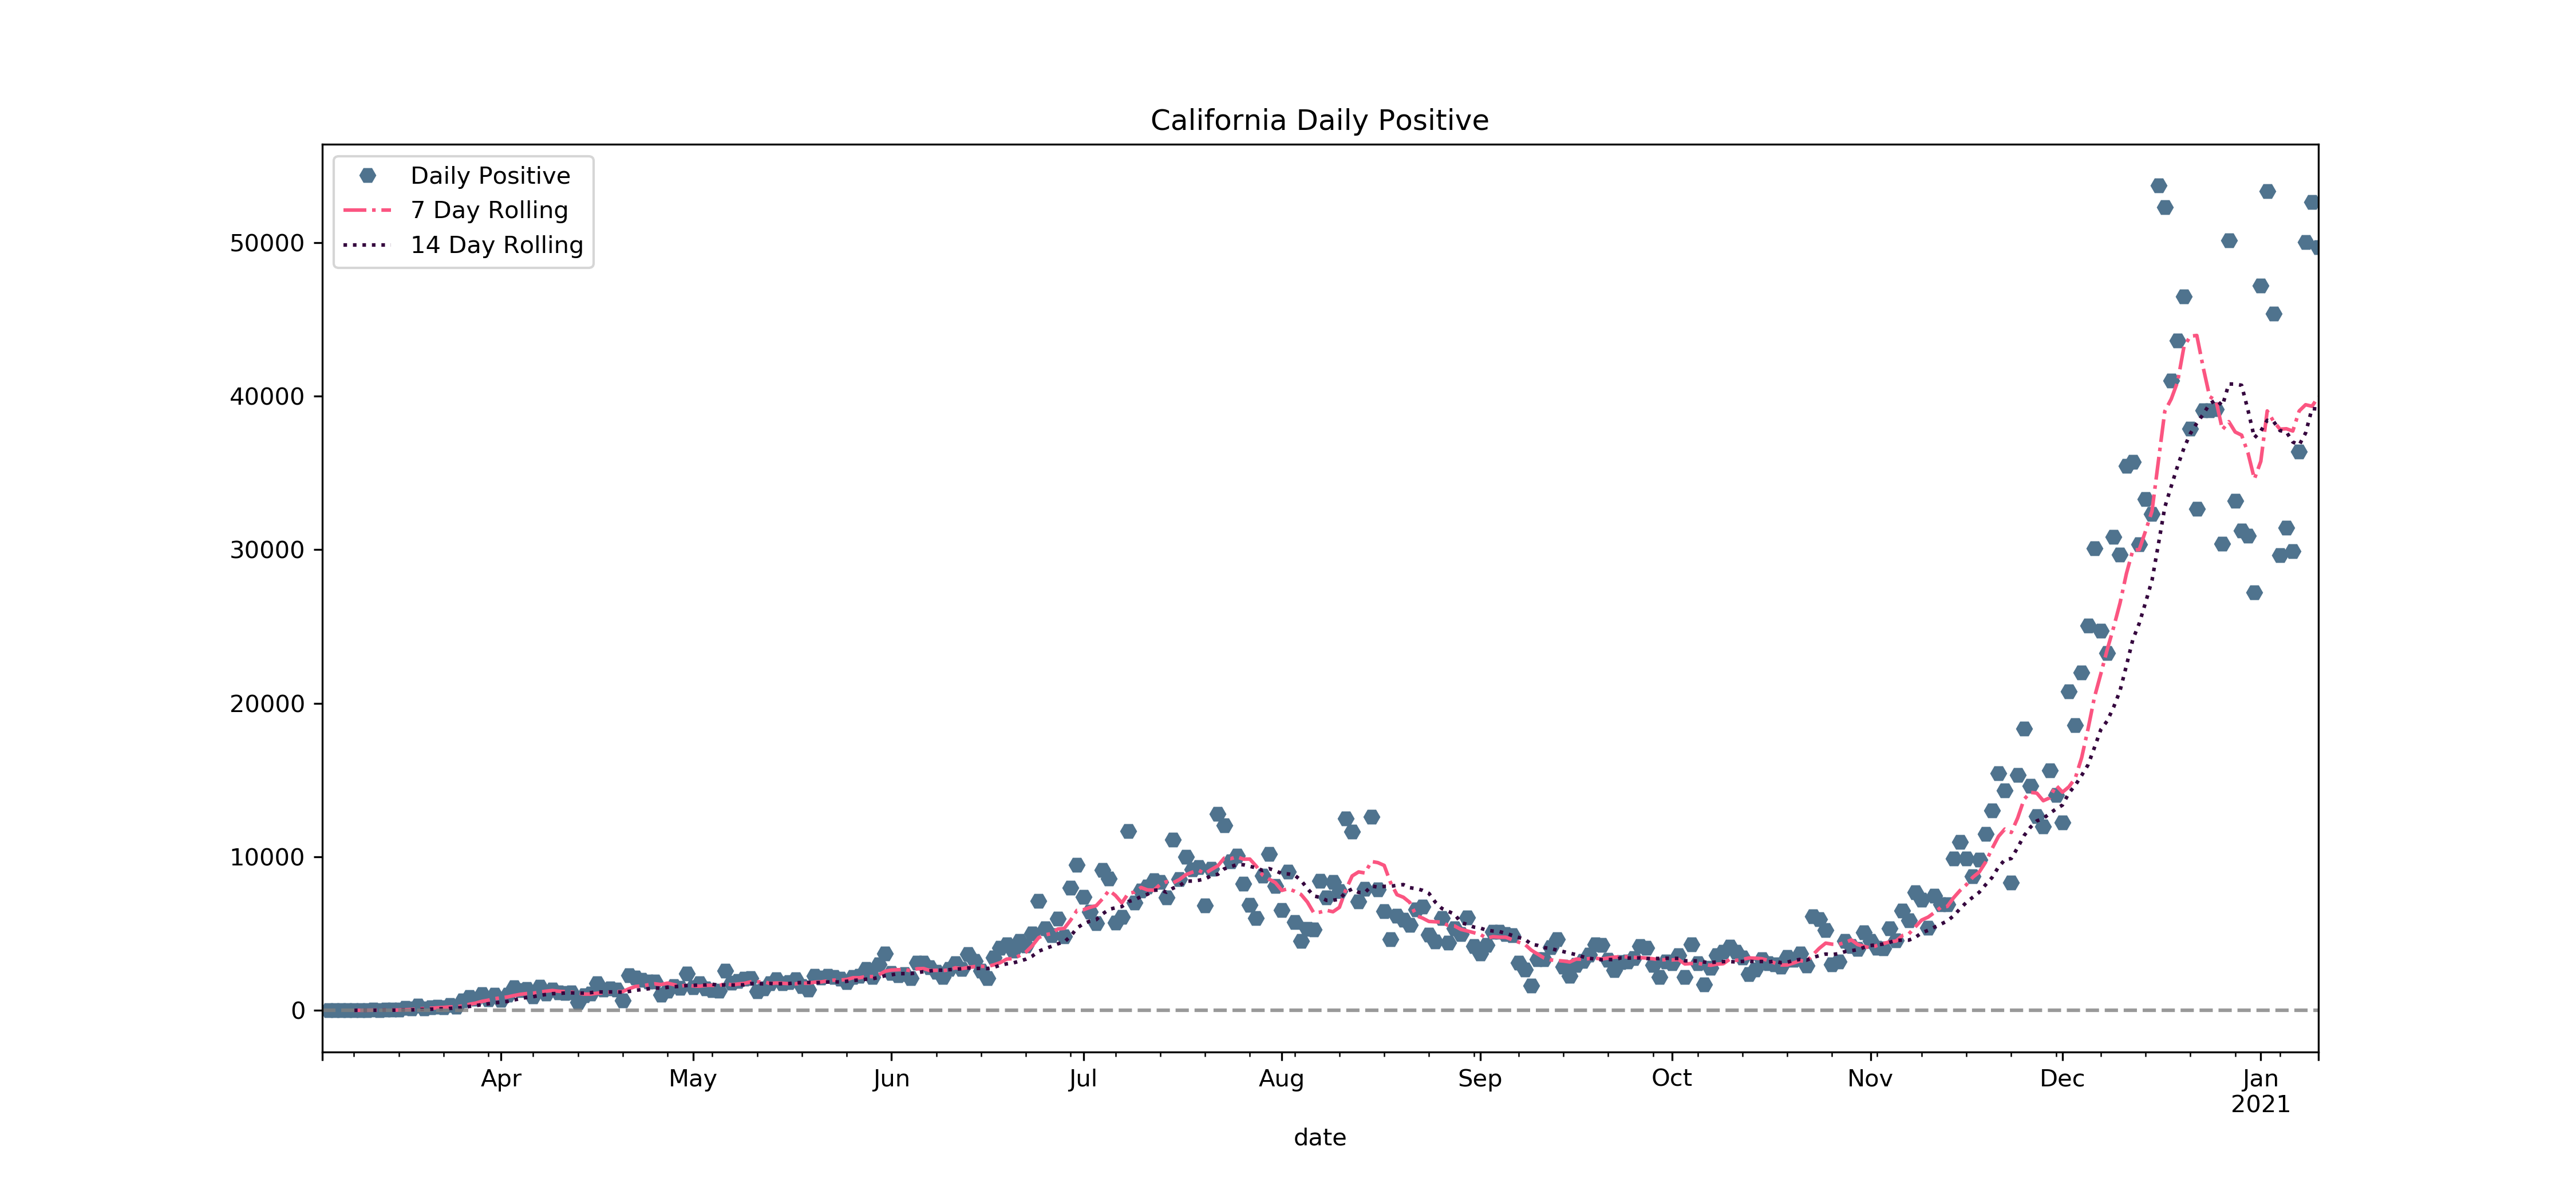 California Daily Positive
Daily Positive
7 Day Rolling
14 Day Rolling
50000
40000
30000
20000
10000
0
Apr May Jun Jul Aug Sep Oct Nov Dec Jan
2021
date